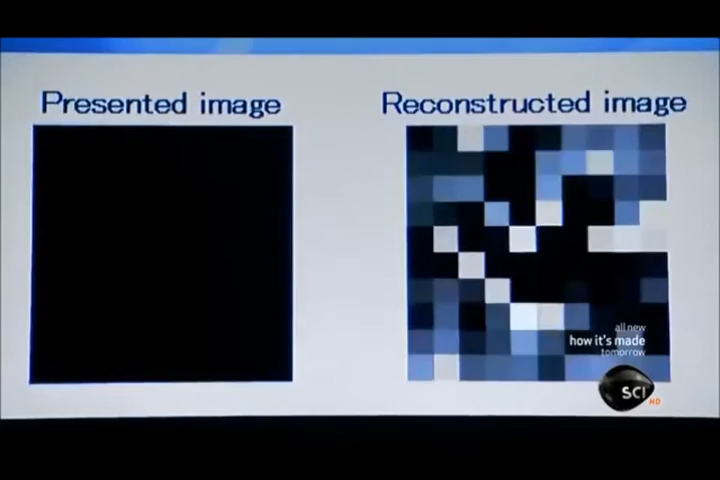 Presented image
Reconstructed image
all new
how it's made
tomorrow
SCI
HD